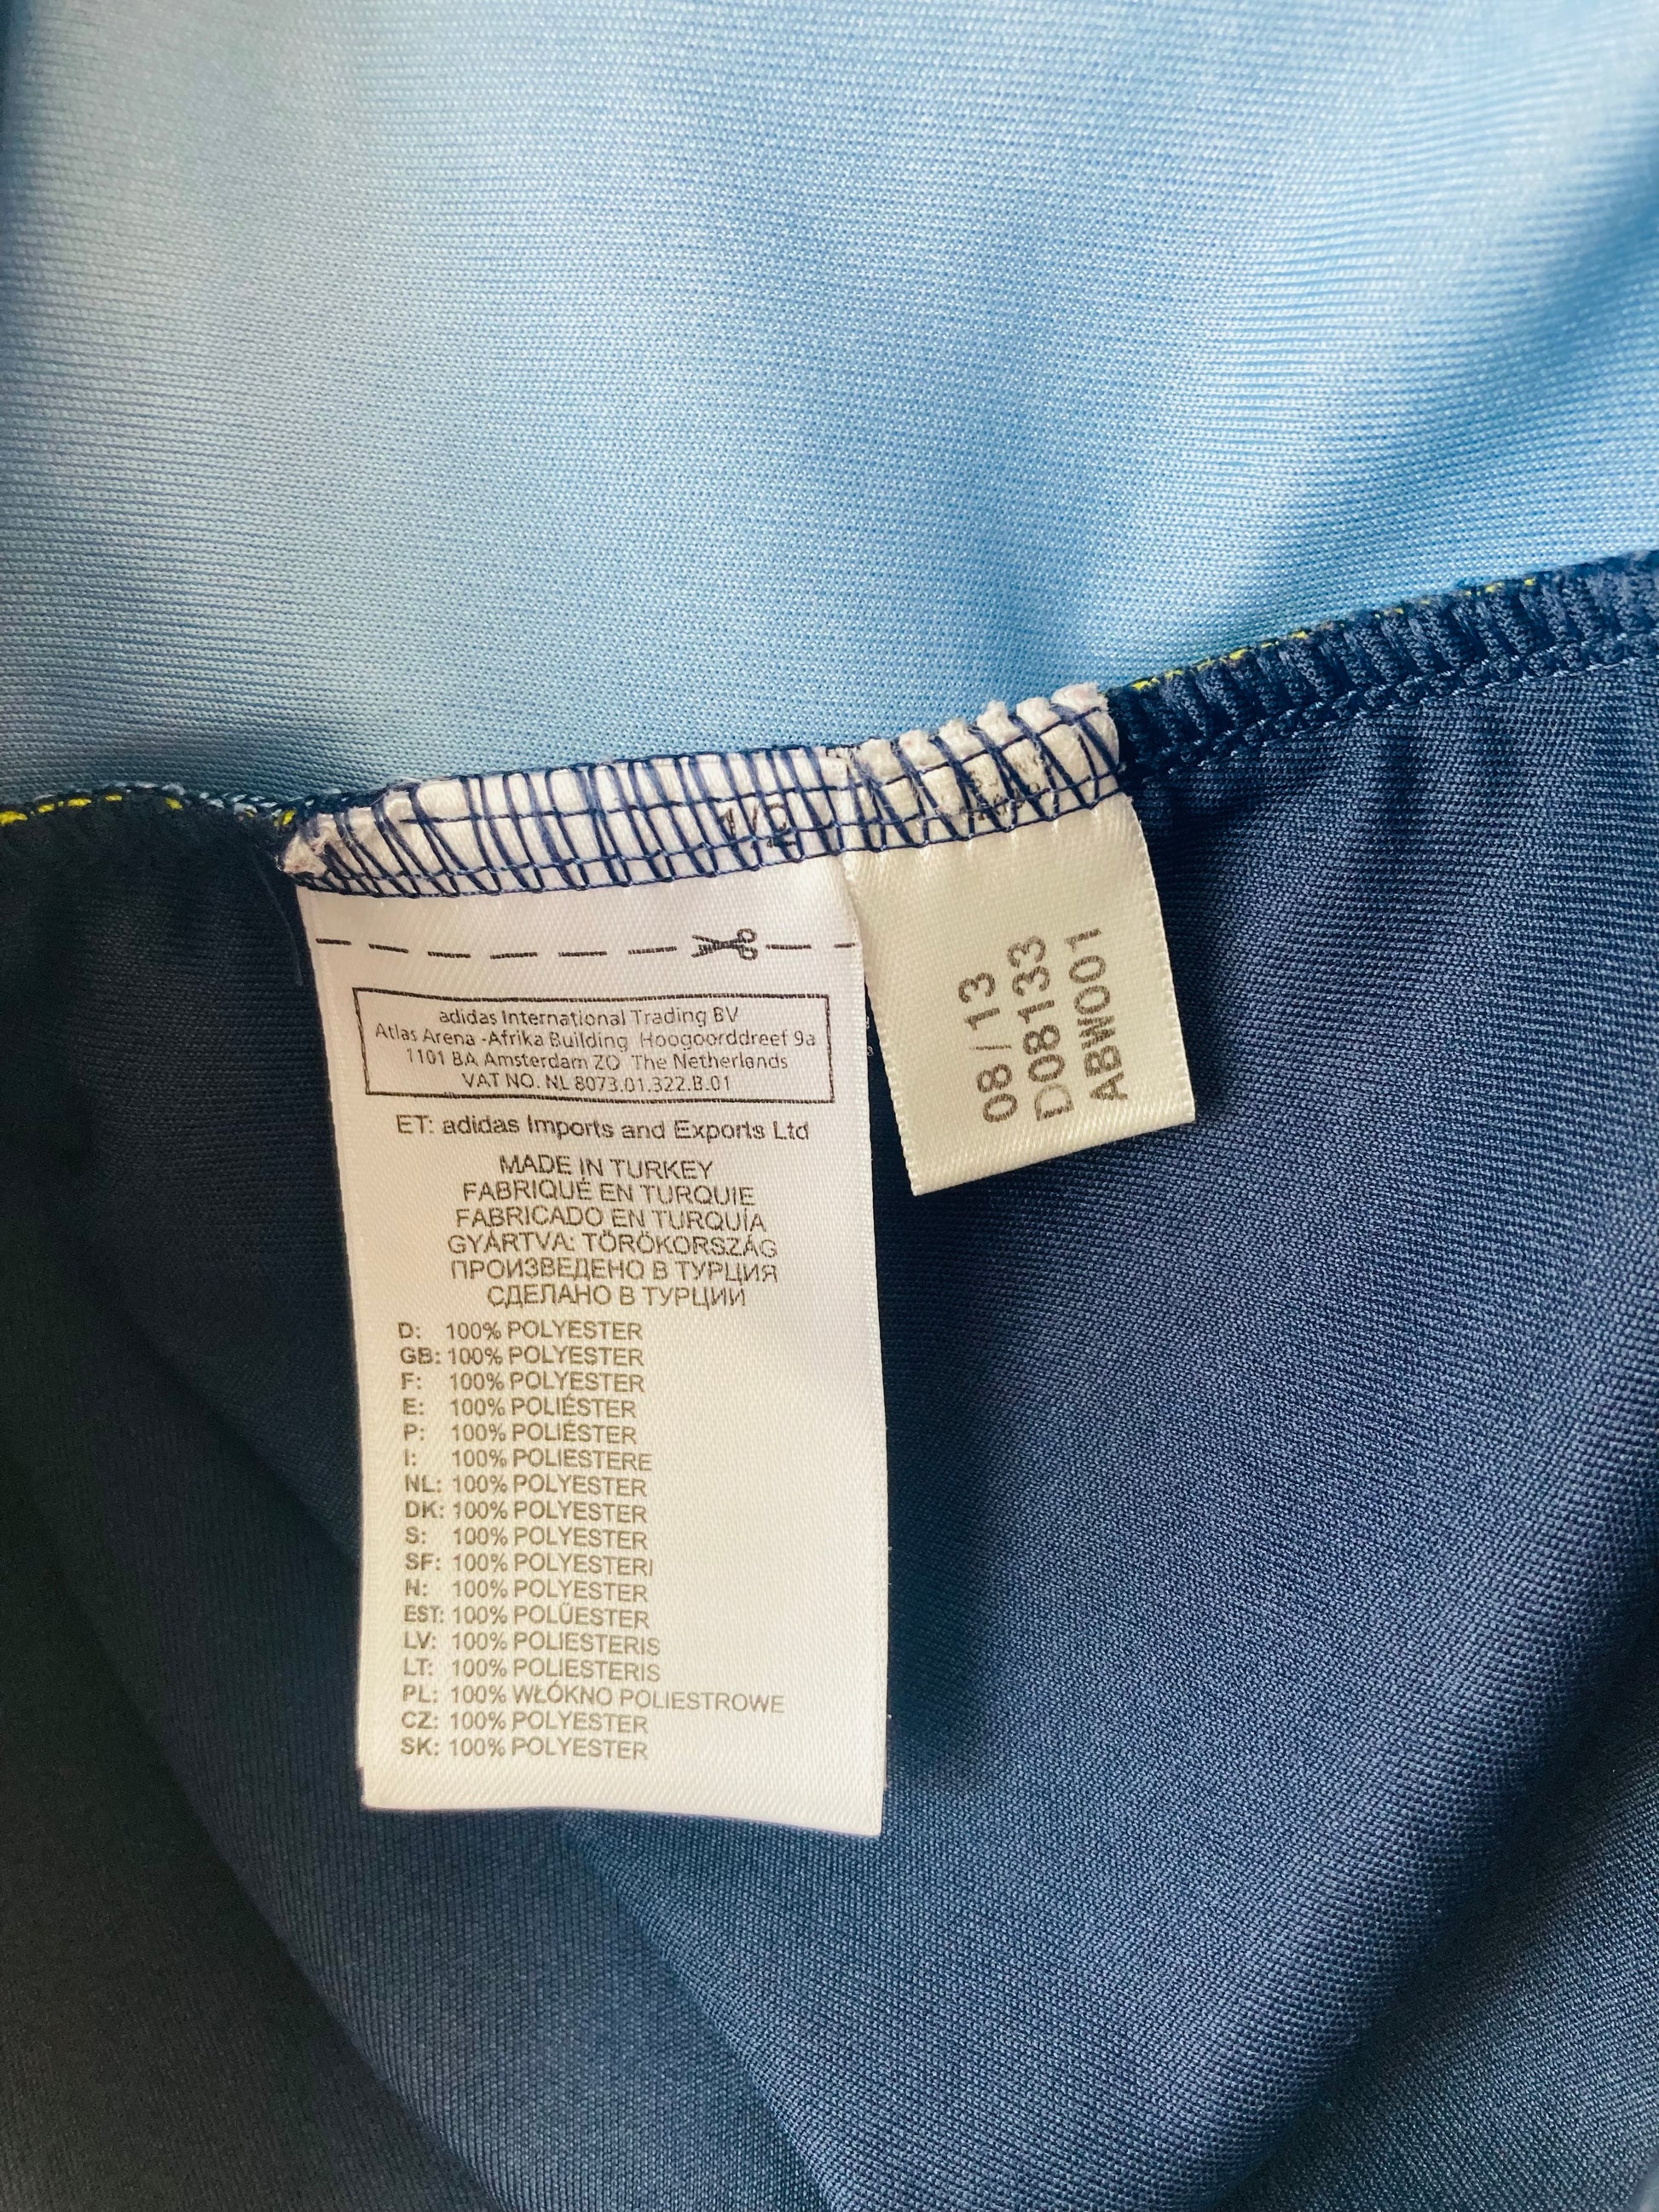 adidas International Trading BV
Atlas Arena -Afrika Building Hoogoorddreef 9a
1101 BA Amsterdam ZO The Netherlands
VAT NO. NL 8073.01.322.B.01
ET: adidas Imports and Exports Ltd
MADE IN TURKEY
FABRIQUÉ EN TURQUIE
FABRICADO EN TURQUÍA
GYÁRTVA: TÖRÖKORSZÁG
ПРОИЗВЕДЕНО В ТУРЦИЯ
СДЕЛАНО В ТУРЦИИ
D: 100% POLYESTER
GB: 100% POLYESTER
F: 100% POLYESTER
E: 100% POLIÉSTER
P: 100% POLIÉSTER
I: 100% POLIESTERE
NL: 100% POLYESTER
DK: 100% POLYESTER
S: 100% POLYESTER
SF: 100% POLYESTERI
N: 100% POLYESTER
EST: 100% POLÜESTER
LV: 100% POLIESTERIS
LT: 100% POLIESTERIS
PL: 100% WŁÓKNO POLIESTROWE
CZ: 100% POLYESTER
SK: 100% POLYESTER
08/13
D08133
ABW001